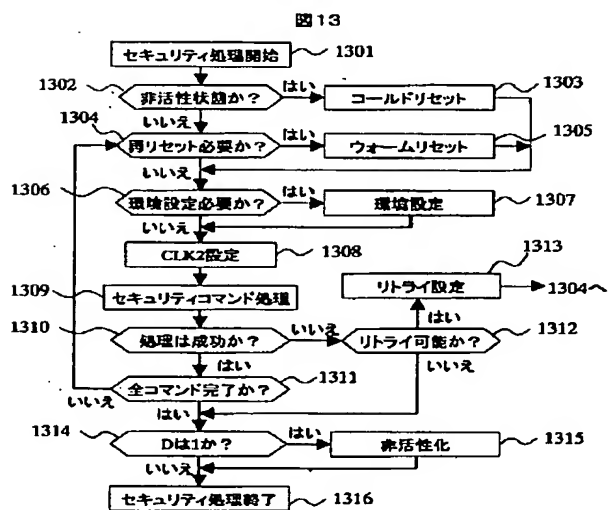 図13
セキュリティ処理開始 1301
1302 非活性状態か? はい コールドリセット 1303
いいえ
1304 再リセット必要か? はい ウォームリセット 1305
いいえ
1306 環境設定必要か? はい 環境設定 1307
いいえ
CLK2設定 1308
1309 セキュリティコマンド処理 リトライ設定 1313 1304へ
はい
1310 処理は成功か? いいえ リトライ可能か? 1312
はい いいえ
いいえ 全コマンド完了か? 1311
はい
1314 Dは1か? はい 非活性化 1315
いいえ
セキュリティ処理終了 1316